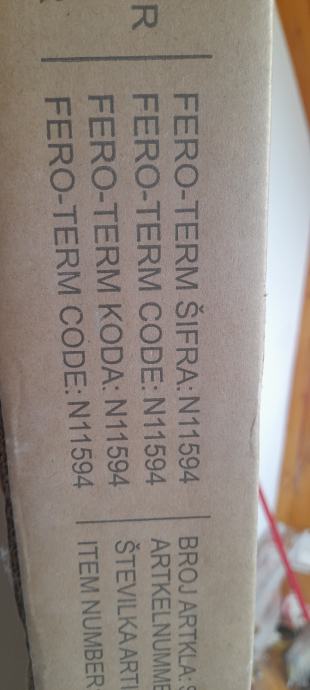 R
FERO-TERM ŠIFRA: N11594
FERO-TERM CODE: N11594
FERO-TERM KODA: N11594
FERO-TERM CODE: N11594
BROJ ARTKLA:
ARTKELNUMME
ŠTEVILKA ARTI
ITEM NUMBER